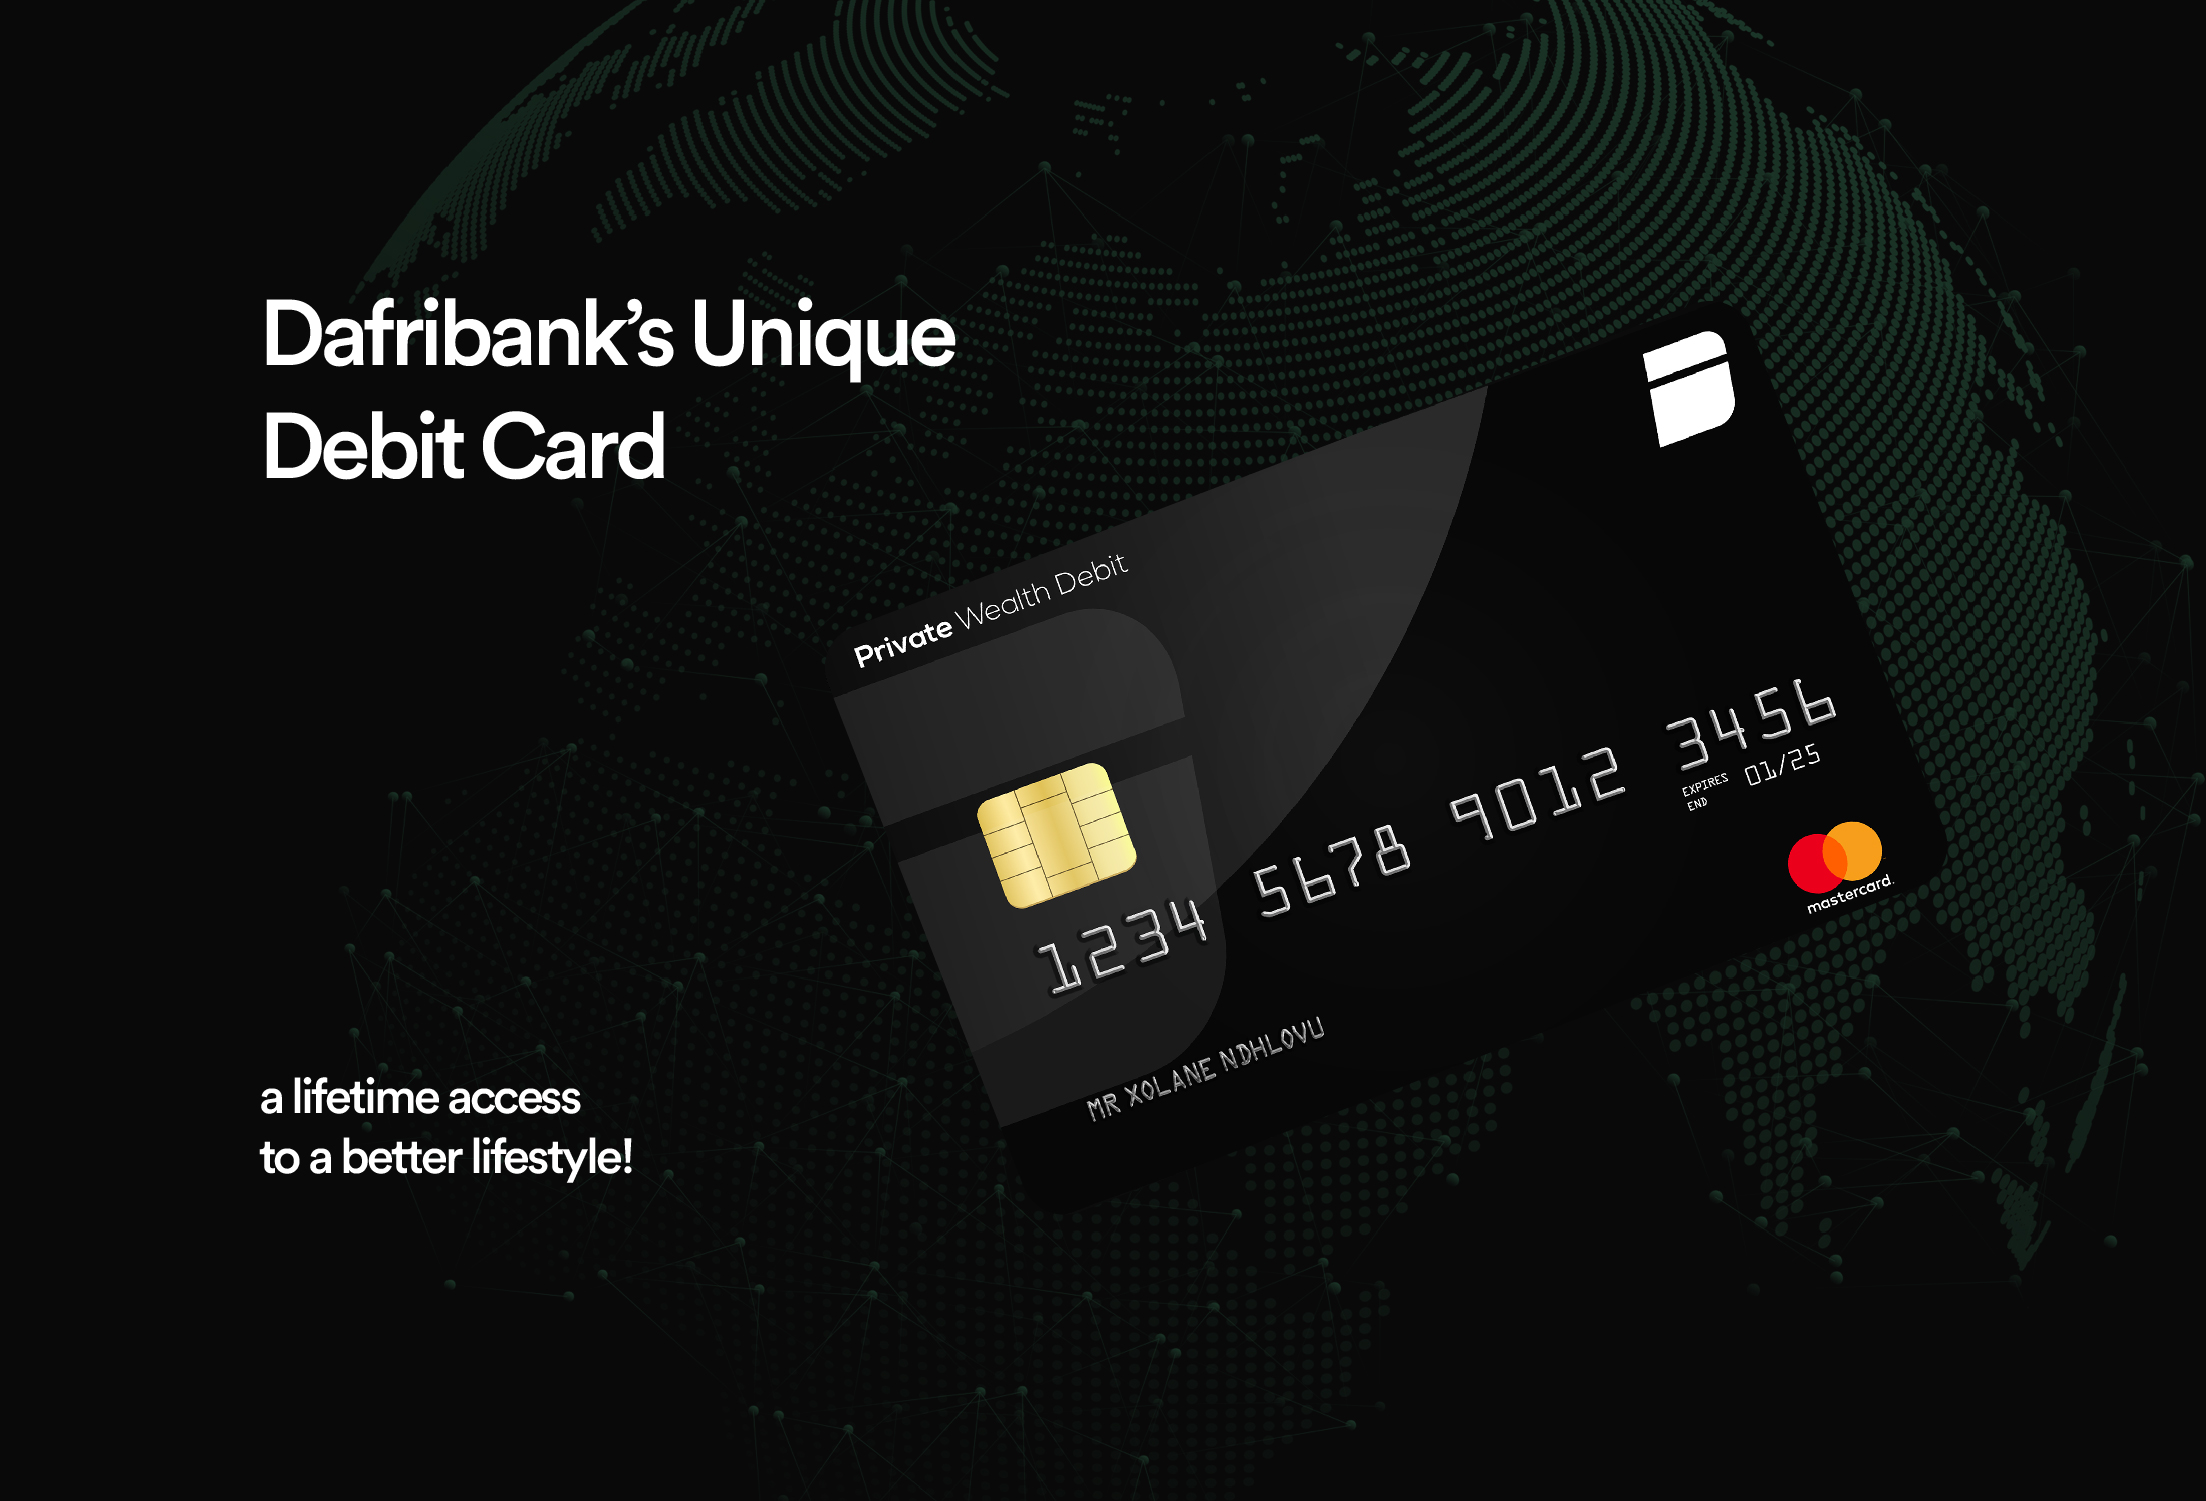 Dafribank’s Unique
Debit Card
Private Wealth Debit
1234 5678 9012 3456
EXPIRES
END
01/25
mastercard.
MR XOLANE NDHLOVU
a lifetime access
to a better lifestyle!